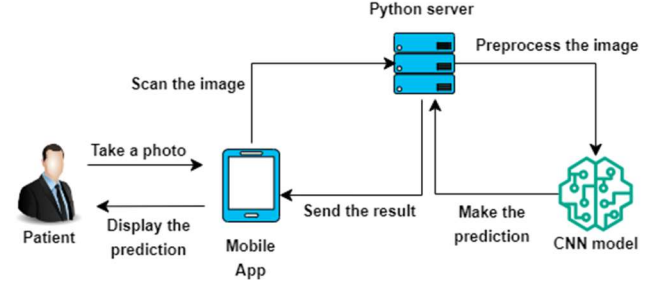 Python server
Preprocess the image
Scan the image
Take a photo
Patient
Display the
prediction
Mobile
App
Send the result
Make the
prediction
CNN model